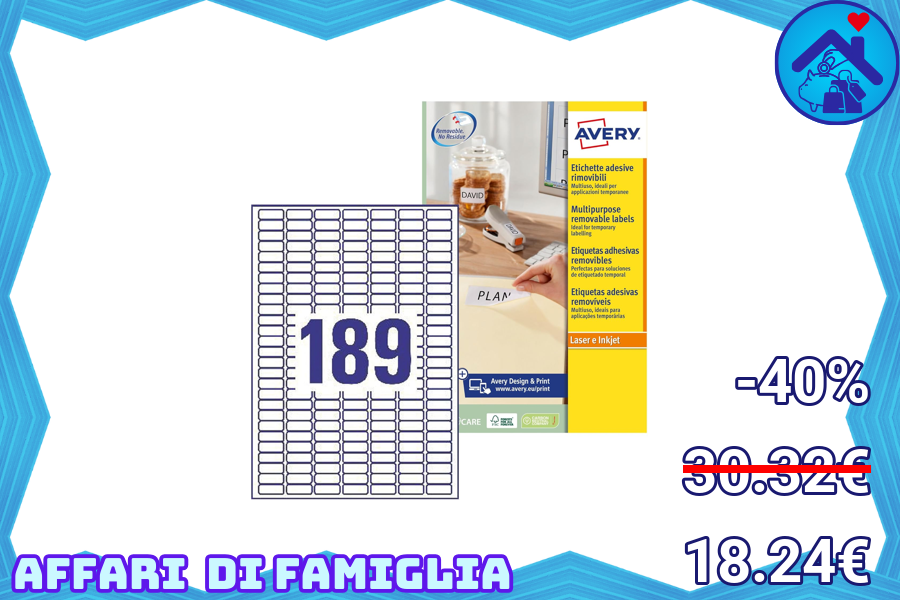 Removable,
No Residue
AVERY
DAVID
Etichette adesive
rimovibili
Multiuso, ideali per
applicazioni temporanee
Multipurpose
removable labels
Ideal for temporary
labelling
Etiquetas adhesivas
removibles
Perfectas para soluciones
de etiquetado temporal
Etiquetas adesivas
removíveis
Multiuso, ideais para
aplicações temporárias
PLAN
189
Laser e Inkjet
Avery Design & Print
www.avery.eu/print
-40%
30.32€
18.24€
AFFARI DI FAMIGLIA